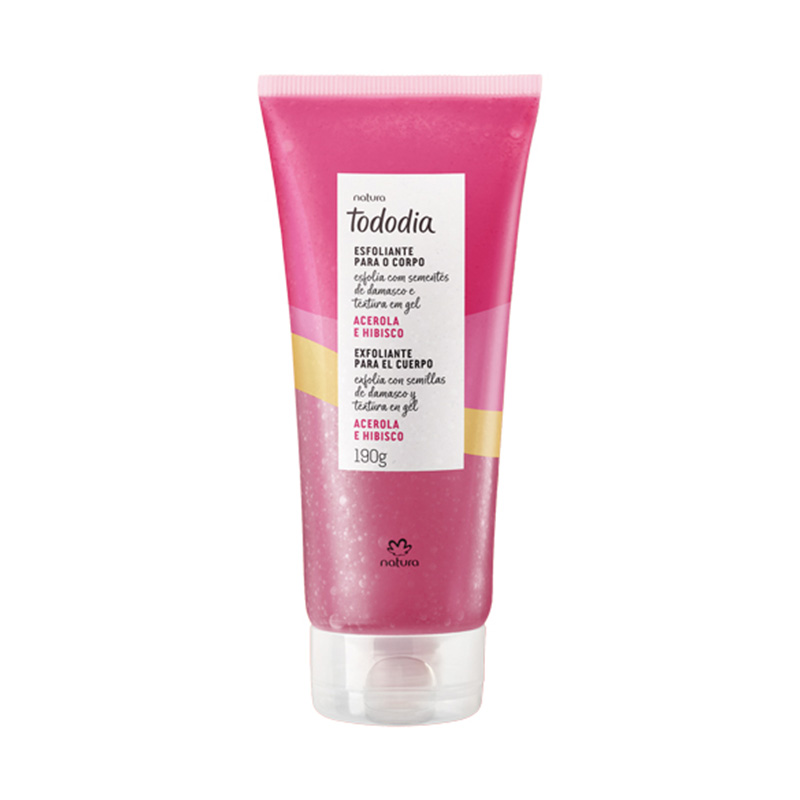 natura
Tododia
ESFOLIANTE
PARA O CORPO
esfolia com sementes
de damasco e
textura em gel
ACEROLA
E HIBISCO
EXFOLIANTE
PARA EL CUERPO
exfolia con semillas
de damasco y
textura en gel
ACEROLA
E HIBISCO
190g
natura